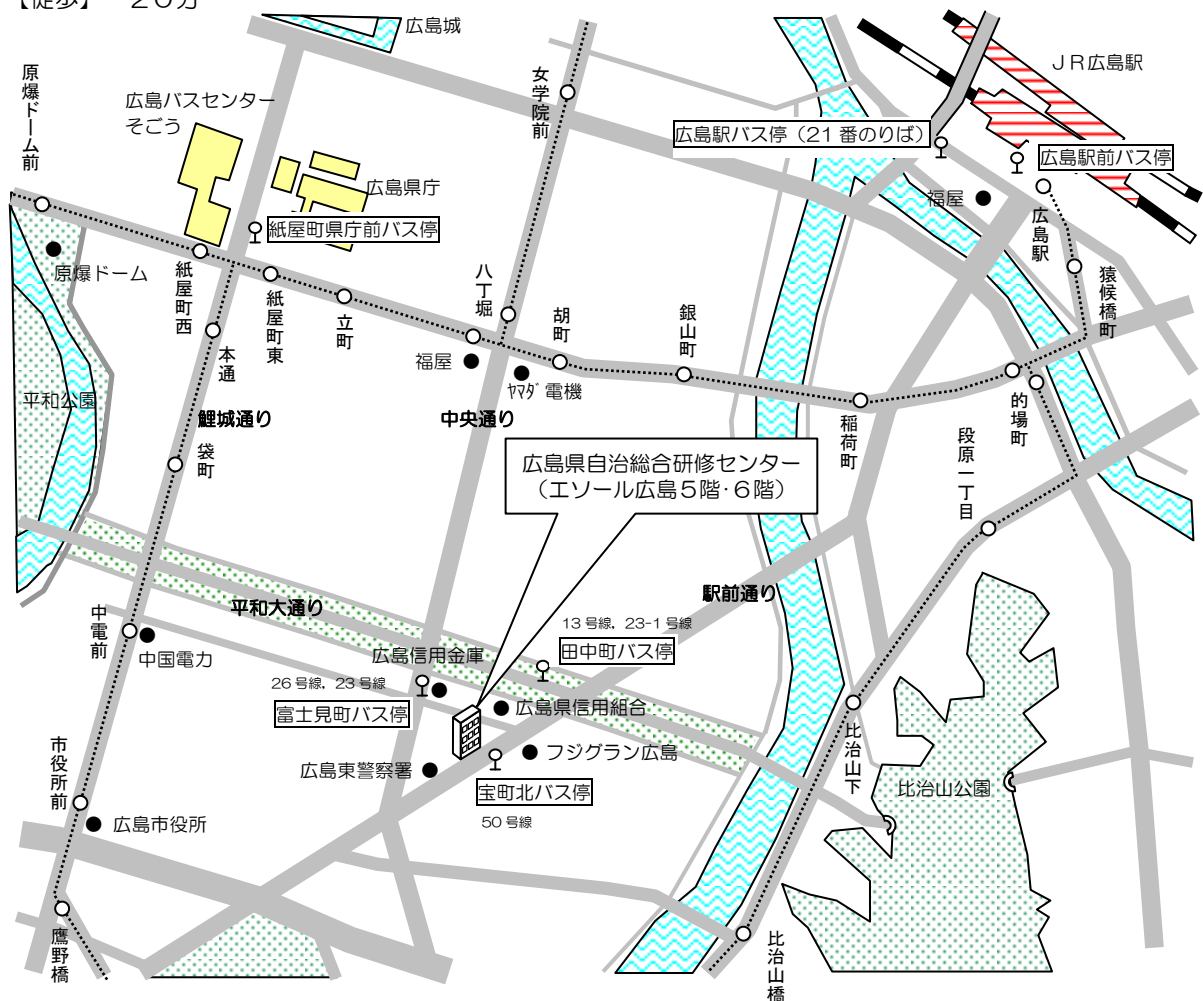 【徒歩】 20分
広島城
ＪＲ広島駅
原爆ドーム前
広島バスセンター
そごう
女学院前
広島駅バス停（21番のりば）
広島駅前バス停
広島県庁
福屋
紙屋町県庁前バス停
広島駅
原爆ドーム
紙屋町西
紙屋町東
立町
八丁堀
胡町
銀山町
猿候橋町
本通
福屋
ﾔﾏﾀﾞ電機
平和公園
鯉城通り
中央通り
稲荷町
的場町
袋町
段原一丁目
広島県自治総合研修センター
（エソール広島５階･６階）
平和大通り
駅前通り
中電前
中国電力
13号線，23-1号線
田中町バス停
広島信用金庫
26号線，23号線
富士見町バス停
広島県信用組合
市役所前
広島東警察署
フジグラン広島
宝町北バス停
50号線
比治山下
比治山公園
広島市役所
鷹野橋
比治山橋